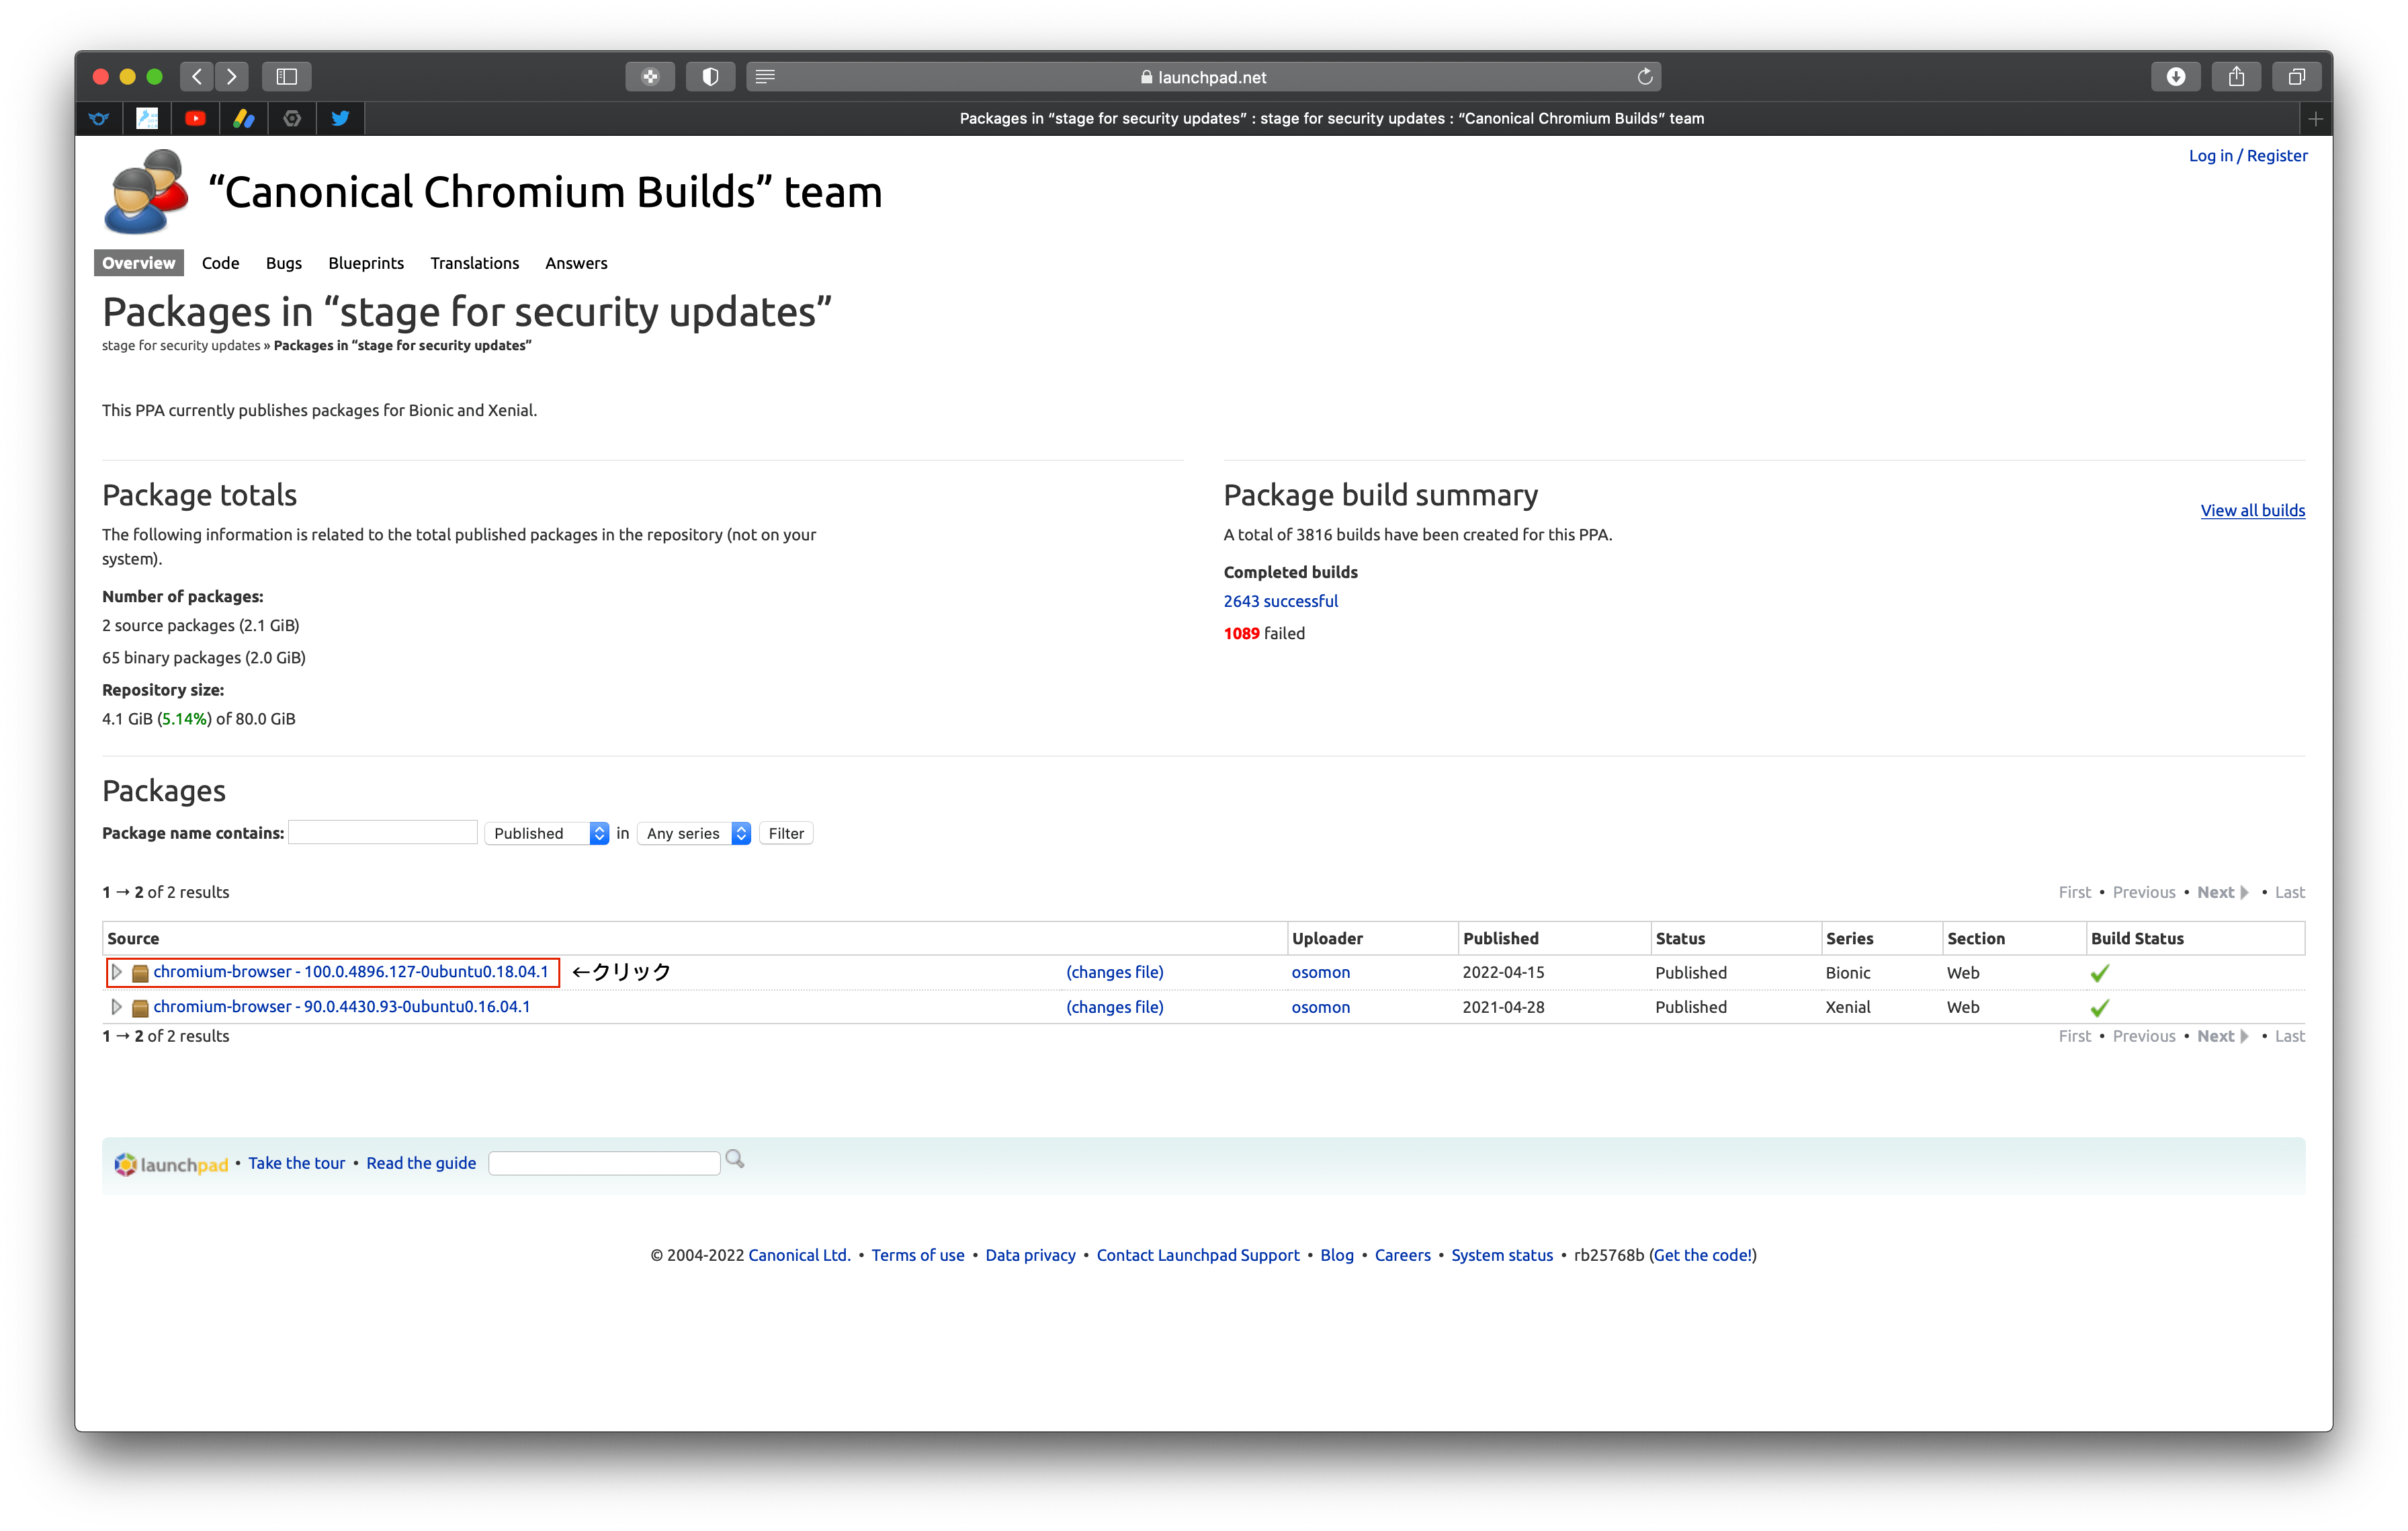 launchpad.net
Packages in “stage for security updates” : stage for security updates : “Canonical Chromium Builds” team
Log in / Register
“Canonical Chromium Builds” team
Overview Code Bugs Blueprints Translations Answers
Packages in “stage for security updates”
stage for security updates » Packages in “stage for security updates”
This PPA currently publishes packages for Bionic and Xenial.
Package totals
The following information is related to the total published packages in the repository (not on your
system).
Number of packages:
2 source packages (2.1 GiB)
65 binary packages (2.0 GiB)
Repository size:
4.1 GiB (5.14%) of 80.0 GiB
Package build summary
View all builds
A total of 3816 builds have been created for this PPA.
Completed builds
2643 successful
1089 failed
Packages
Package name contains: Published in Any series Filter
1 → 2 of 2 results First • Previous • Next • Last
Source Uploader Published Status Series Section Build Status
chromium-browser - 100.0.4896.127-0ubuntu0.18.04.1 ←クリック (changes file) osomon 2022-04-15 Published Bionic Web
chromium-browser - 90.0.4430.93-0ubuntu0.16.04.1 (changes file) osomon 2021-04-28 Published Xenial Web
1 → 2 of 2 results First • Previous • Next • Last
launchpad • Take the tour • Read the guide
© 2004-2022 Canonical Ltd. • Terms of use • Data privacy • Contact Launchpad Support • Blog • Careers • System status • rb25768b (Get the code!)